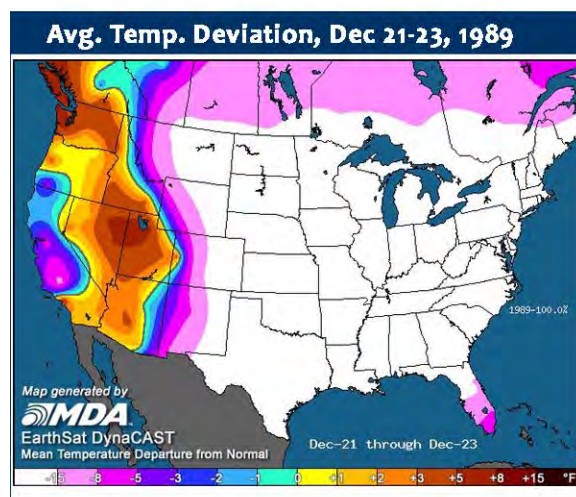 Avg. Temp. Deviation, Dec 21-23, 1989
1989-100.0%
Map generated by
MDA
EarthSat DynaCAST
Mean Temperature Departure from Normal
Dec-21 through Dec-23
-15 -8 -5 -3 -2 -1 0 +1 +2 +3 +5 +8 +15 °F